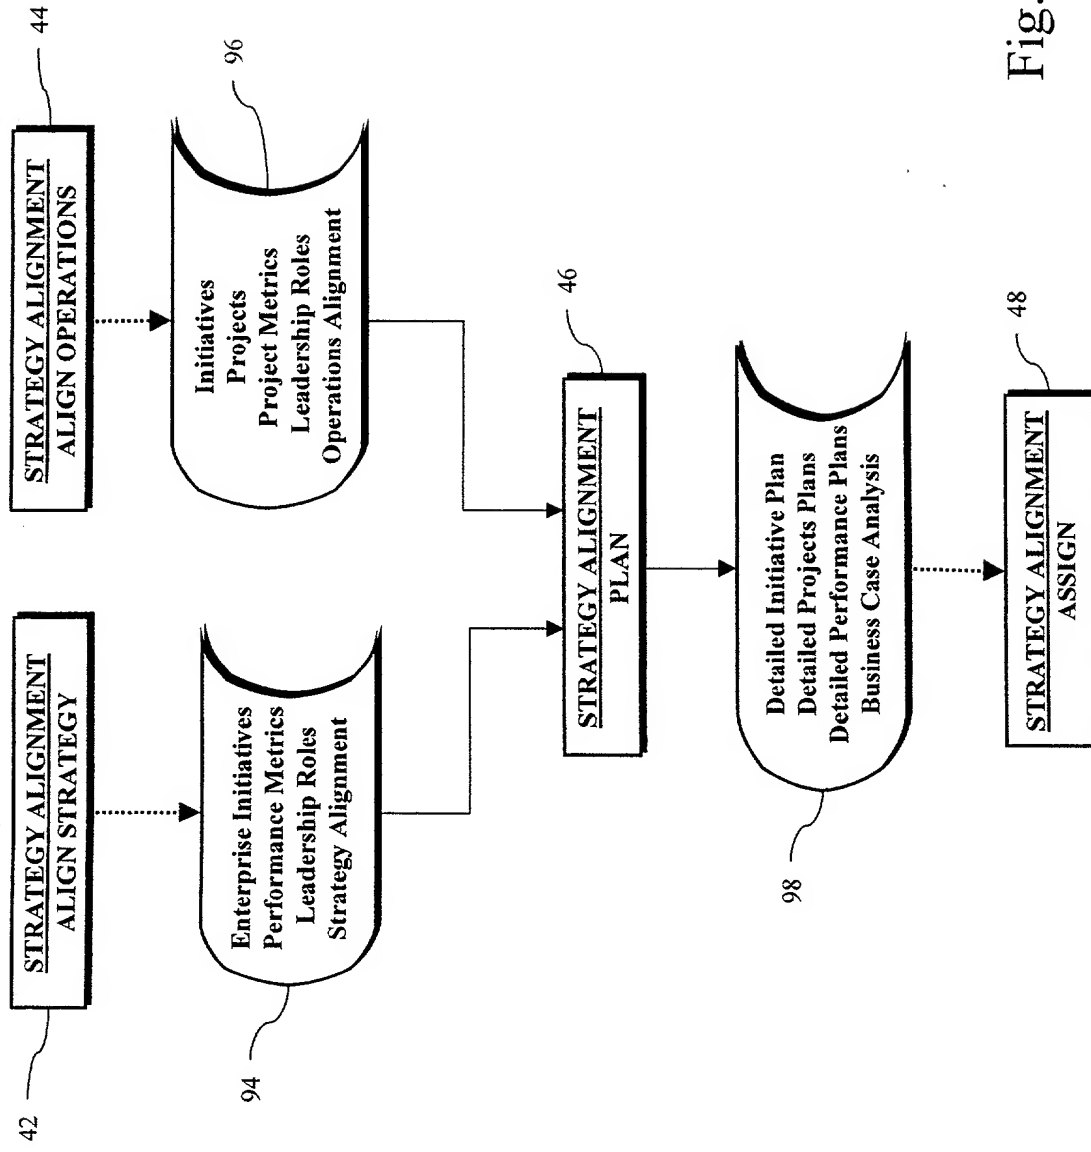 42
STRATEGY ALIGNMENT
ALIGN STRATEGY
STRATEGY ALIGNMENT
ALIGN OPERATIONS
44
94
Enterprise Initiatives
Performance Metrics
Leadership Roles
Strategy Alignment
Initiatives
Projects
Project Metrics
Leadership Roles
Operations Alignment
96
STRATEGY ALIGNMENT
PLAN
46
98
Detailed Initiative Plan
Detailed Projects Plans
Detailed Performance Plans
Business Case Analysis
STRATEGY ALIGNMENT
ASSIGN
48
Fig.